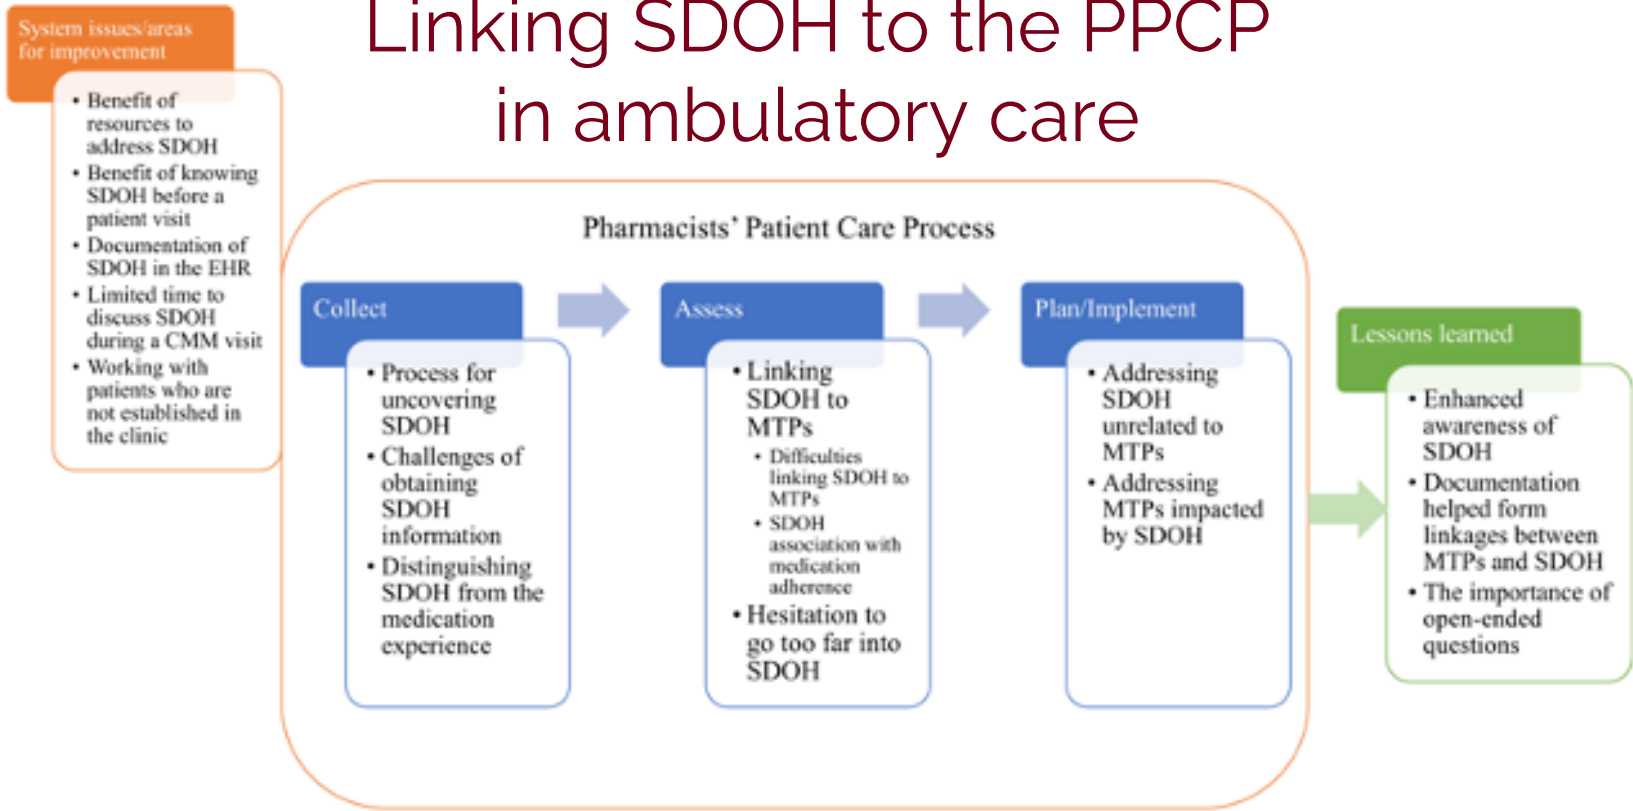 Linking SDOH to the PPCP
in ambulatory care
System issues/areas
for improvement
• Benefit of
resources to
address SDOH
• Benefit of knowing
SDOH before a
patient visit
• Documentation of
SDOH in the EHR
• Limited time to
discuss SDOH
during a CMM visit
• Working with
patients who are
not established in
the clinic
Pharmacists' Patient Care Process
Collect
• Process for
uncovering
SDOH
• Challenges of
obtaining
SDOH
information
• Distinguishing
SDOH from the
medication
experience
Assess
• Linking
SDOH to
MTPs
• Difficulties
linking SDOH to
MTPs
• SDOH
association with
medication
adherence
• Hesitation to
go too far into
SDOH
Plan/Implement
• Addressing
SDOH
unrelated to
MTPs
• Addressing
MTPs impacted
by SDOH
Lessons learned
• Enhanced
awareness of
SDOH
• Documentation
helped form
linkages between
MTPs and SDOH
• The importance of
open-ended
questions